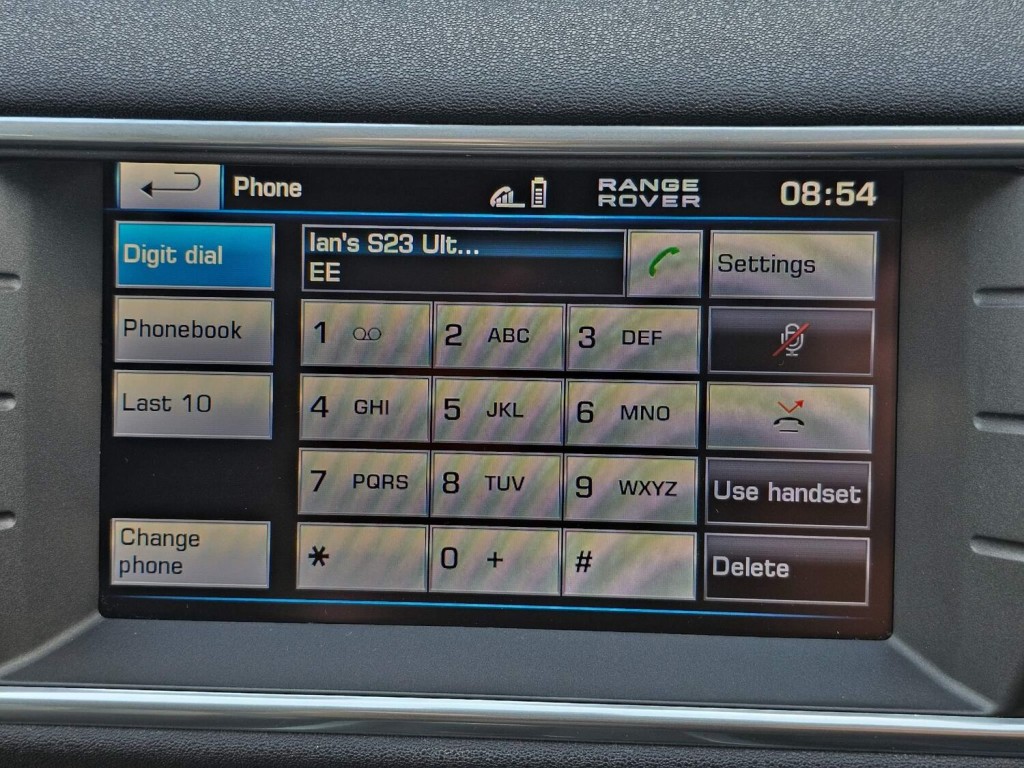 Phone
RANGE
ROVER
08:54
Digit dial
Ian's S23 Ult...
EE
Settings
Phonebook
1
2 ABC
3 DEF
Last 10
4 GHI
5 JKL
6 MNO
7 PQRS
8 TUV
9 WXYZ
Use handset
Change
phone
*
0 +
#
Delete